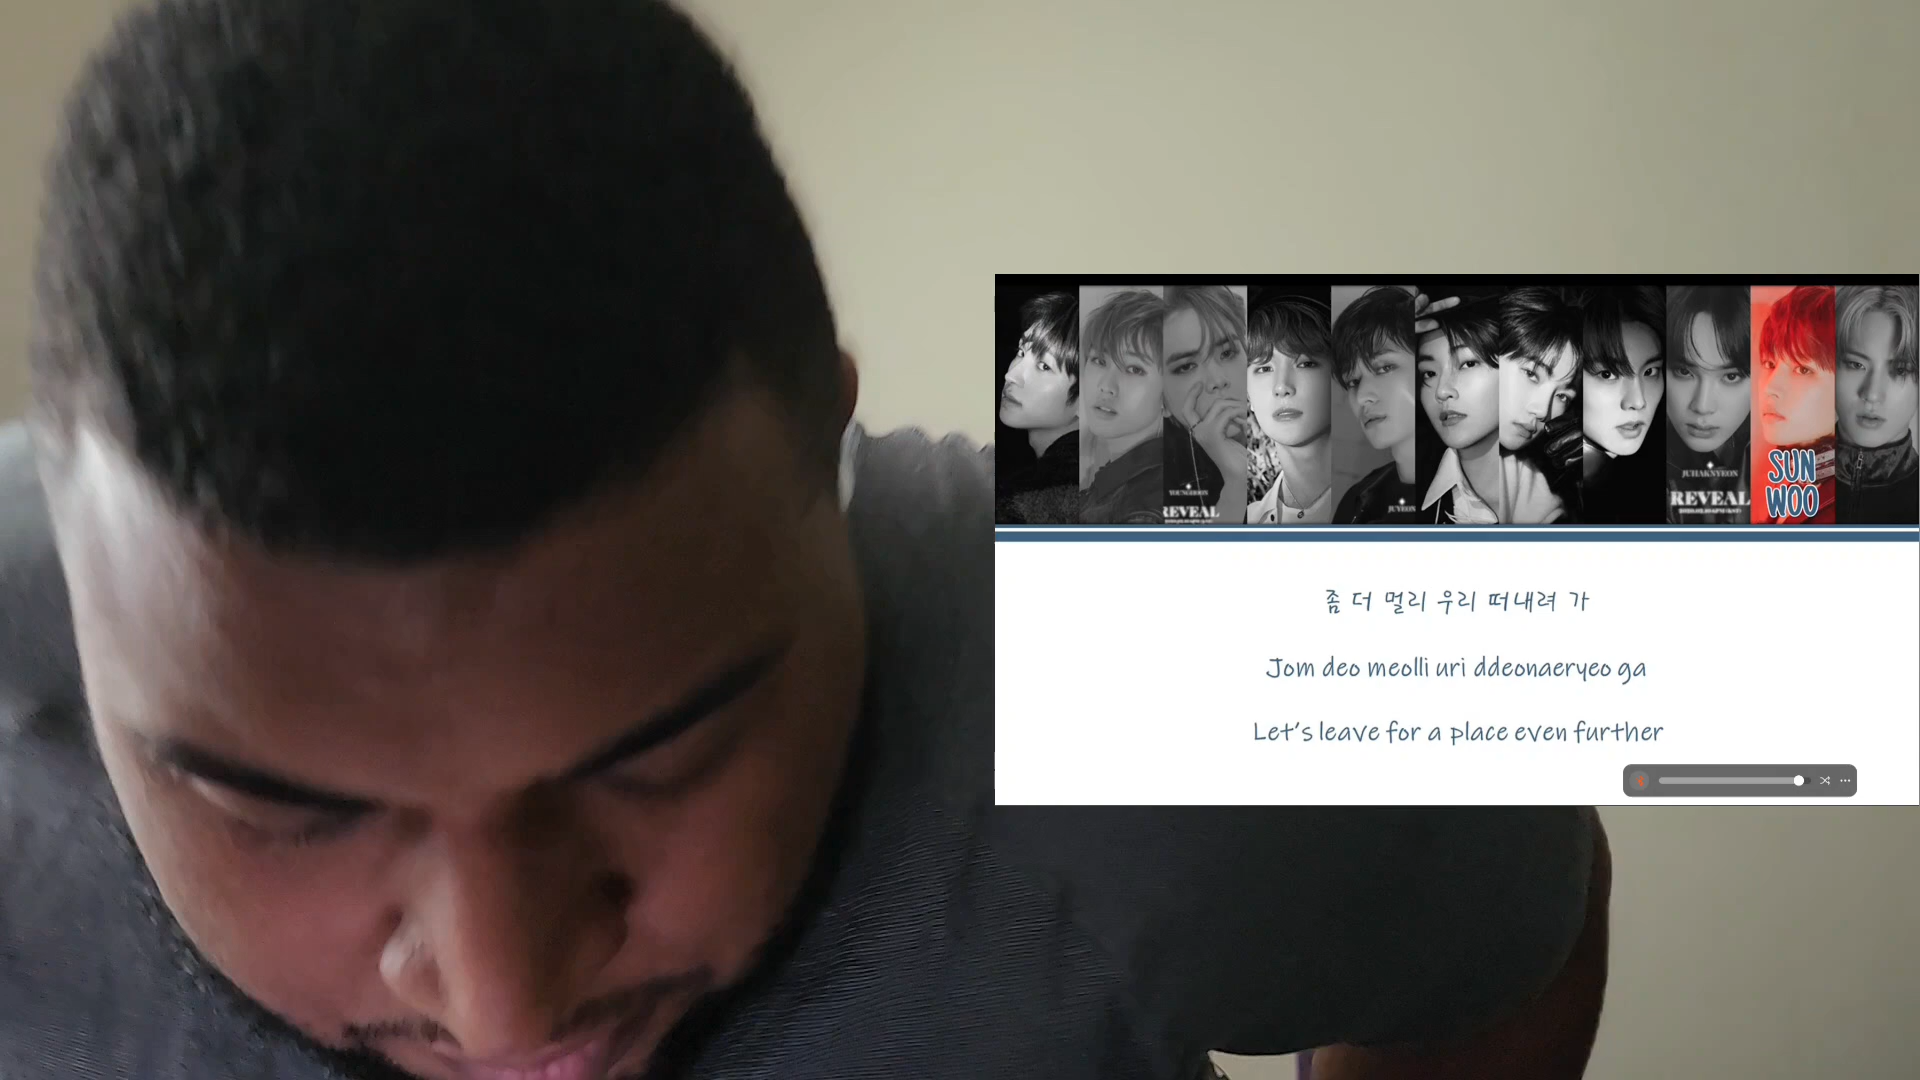 YOUNGHOON
REVEAL
JUYEON
JUHAKNYEON
REVEAL
SUN
WOO
좀 더 멀리 우리 떠내려 가
Jom deo meolli uri ddeonaeryeo ga
Let's leave for a place even further